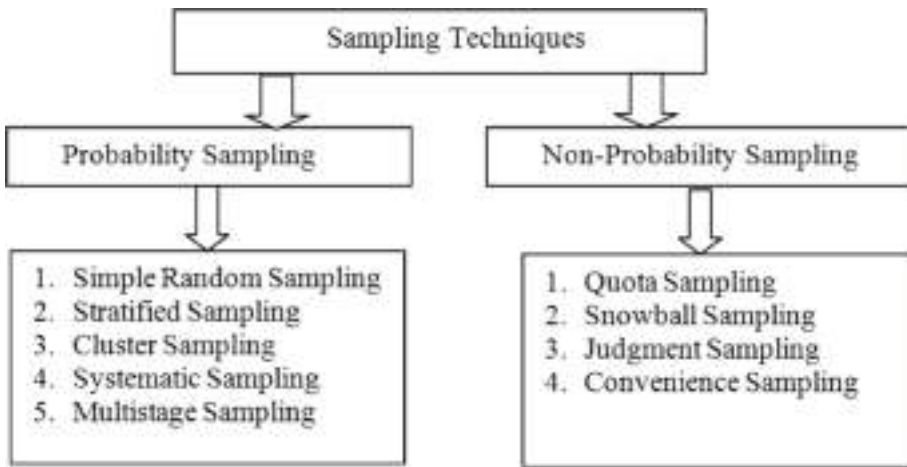 Sampling Techniques
Probability Sampling
Non-Probability Sampling
1. Simple Random Sampling
2. Stratified Sampling
3. Cluster Sampling
4. Systematic Sampling
5. Multistage Sampling
1. Quota Sampling
2. Snowball Sampling
3. Judgment Sampling
4. Convenience Sampling